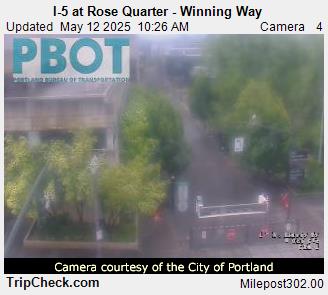 I-5 at Rose Quarter - Winning Way
Updated May 12 2025 10:26 AM Camera 4
PBOT
PORTLAND BUREAU OF TRANSPORTATION
Camera courtesy of the City of Portland
TripCheck.com Milepost302.00